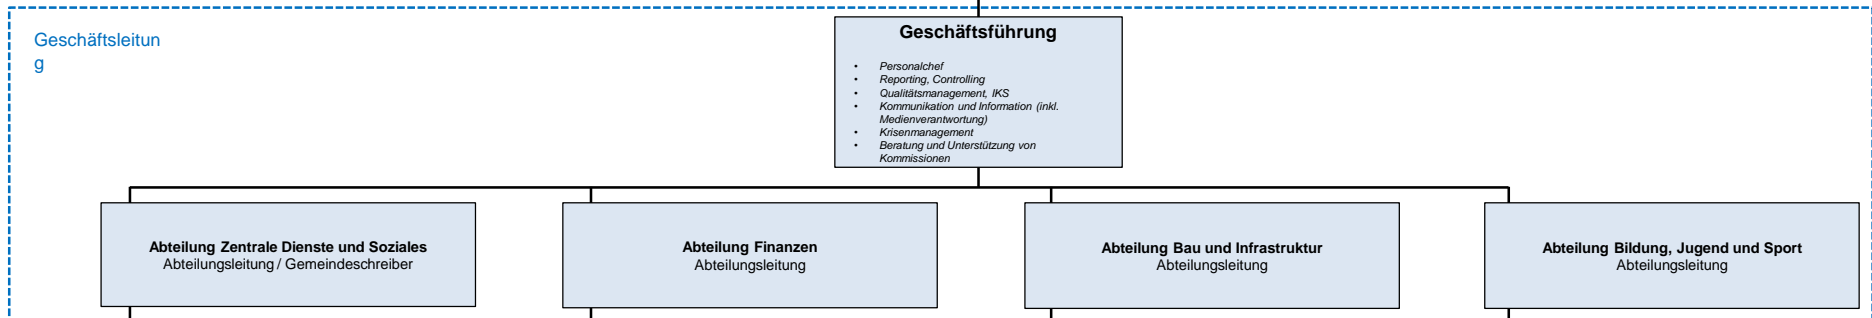 Geschäftsleitun
g
Geschäftsführung
• Personalchef
• Reporting, Controlling
• Qualitätsmanagement, IKS
• Kommunikation und Information (inkl.
Medienverantwortung)
• Krisenmanagement
• Beratung und Unterstützung von
Kommissionen
Abteilung Zentrale Dienste und Soziales
Abteilungsleitung / Gemeindeschreiber
Abteilung Finanzen
Abteilungsleitung
Abteilung Bau und Infrastruktur
Abteilungsleitung
Abteilung Bildung, Jugend und Sport
Abteilungsleitung